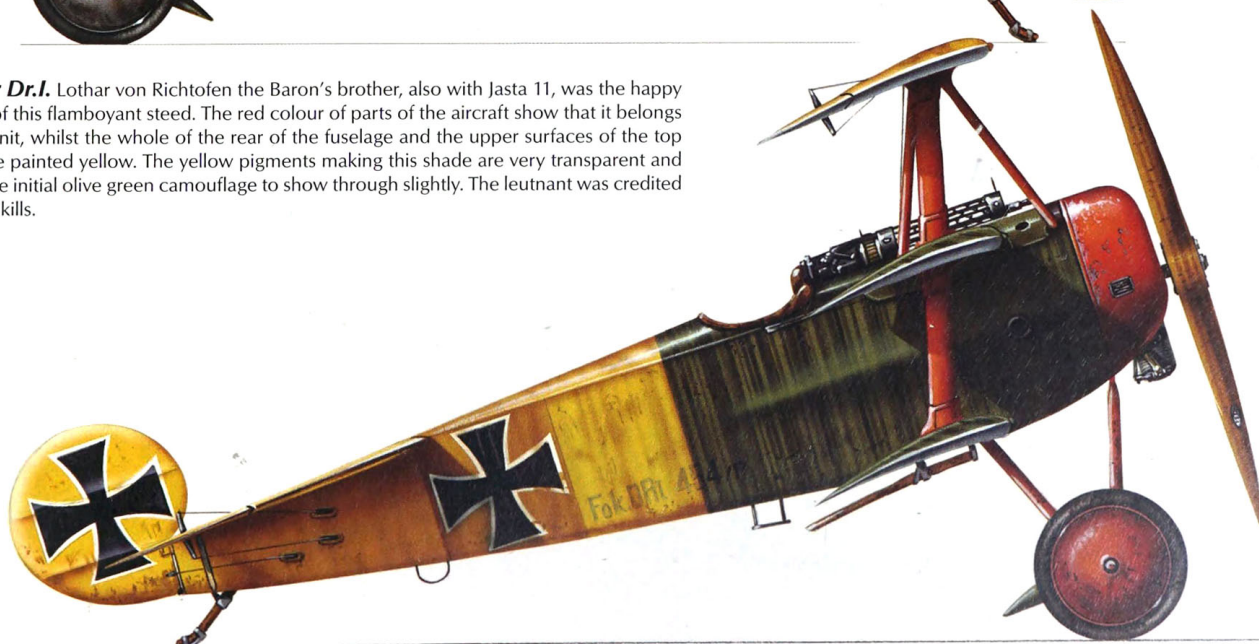 Dr.I. Lothar von Richtofen the Baron's brother, also with Jasta 11, was the happy
of this flamboyant steed. The red colour of parts of the aircraft show that it belongs
nit, whilst the whole of the rear of the fuselage and the upper surfaces of the top
e painted yellow. The yellow pigments making this shade are very transparent and
e initial olive green camouflage to show through slightly. The leutnant was credited
kills.
Fok.DRI.